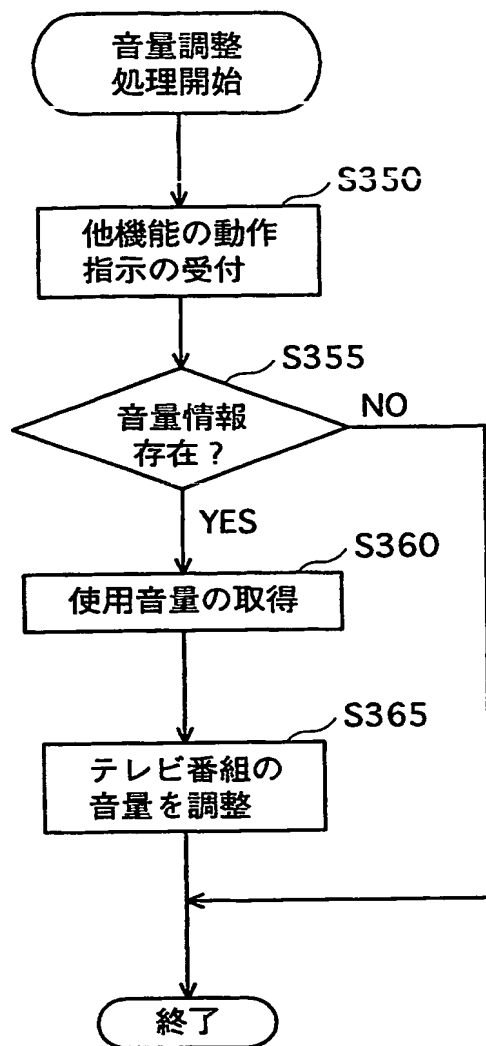 音量調整
処理開始
S350
他機能の動作
指示の受付
S355
音量情報
存在？
NO
YES
S360
使用音量の取得
S365
テレビ番組の
音量を調整
終了